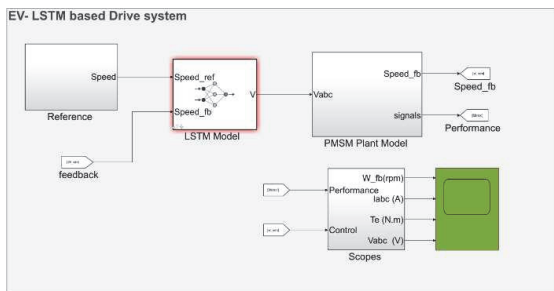 EV- LSTM based Drive system
Speed
Reference
Speed_ref
Speed_fb
V
LSTM Model
feedback
Vabc
Speed_fb
signals
PMSM Plant Model
Speed_fb
Performance
Performance
Control
W_fb(rpm)
Iabc (A)
Te (N.m)
Vabc (V)
Scopes